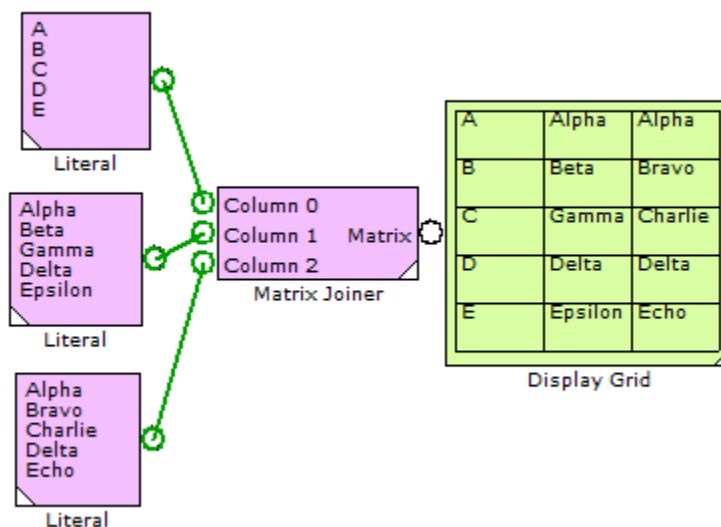 A
B
C
D
E
Literal
Alpha
Beta
Gamma
Delta
Epsilon
Literal
Alpha
Bravo
Charlie
Delta
Echo
Literal
Column 0
Column 1 Matrix
Column 2
Matrix Joiner
A Alpha Alpha
B Beta Bravo
C Gamma Charlie
D Delta Delta
E Epsilon Echo
Display Grid